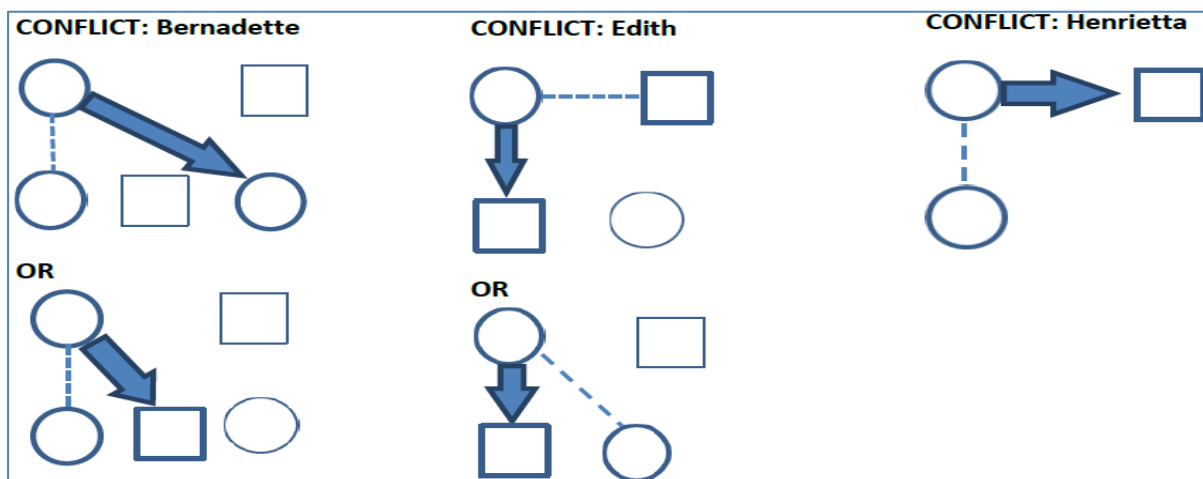 CONFLICT: Bernadette
OR
CONFLICT: Edith
OR
CONFLICT: Henrietta